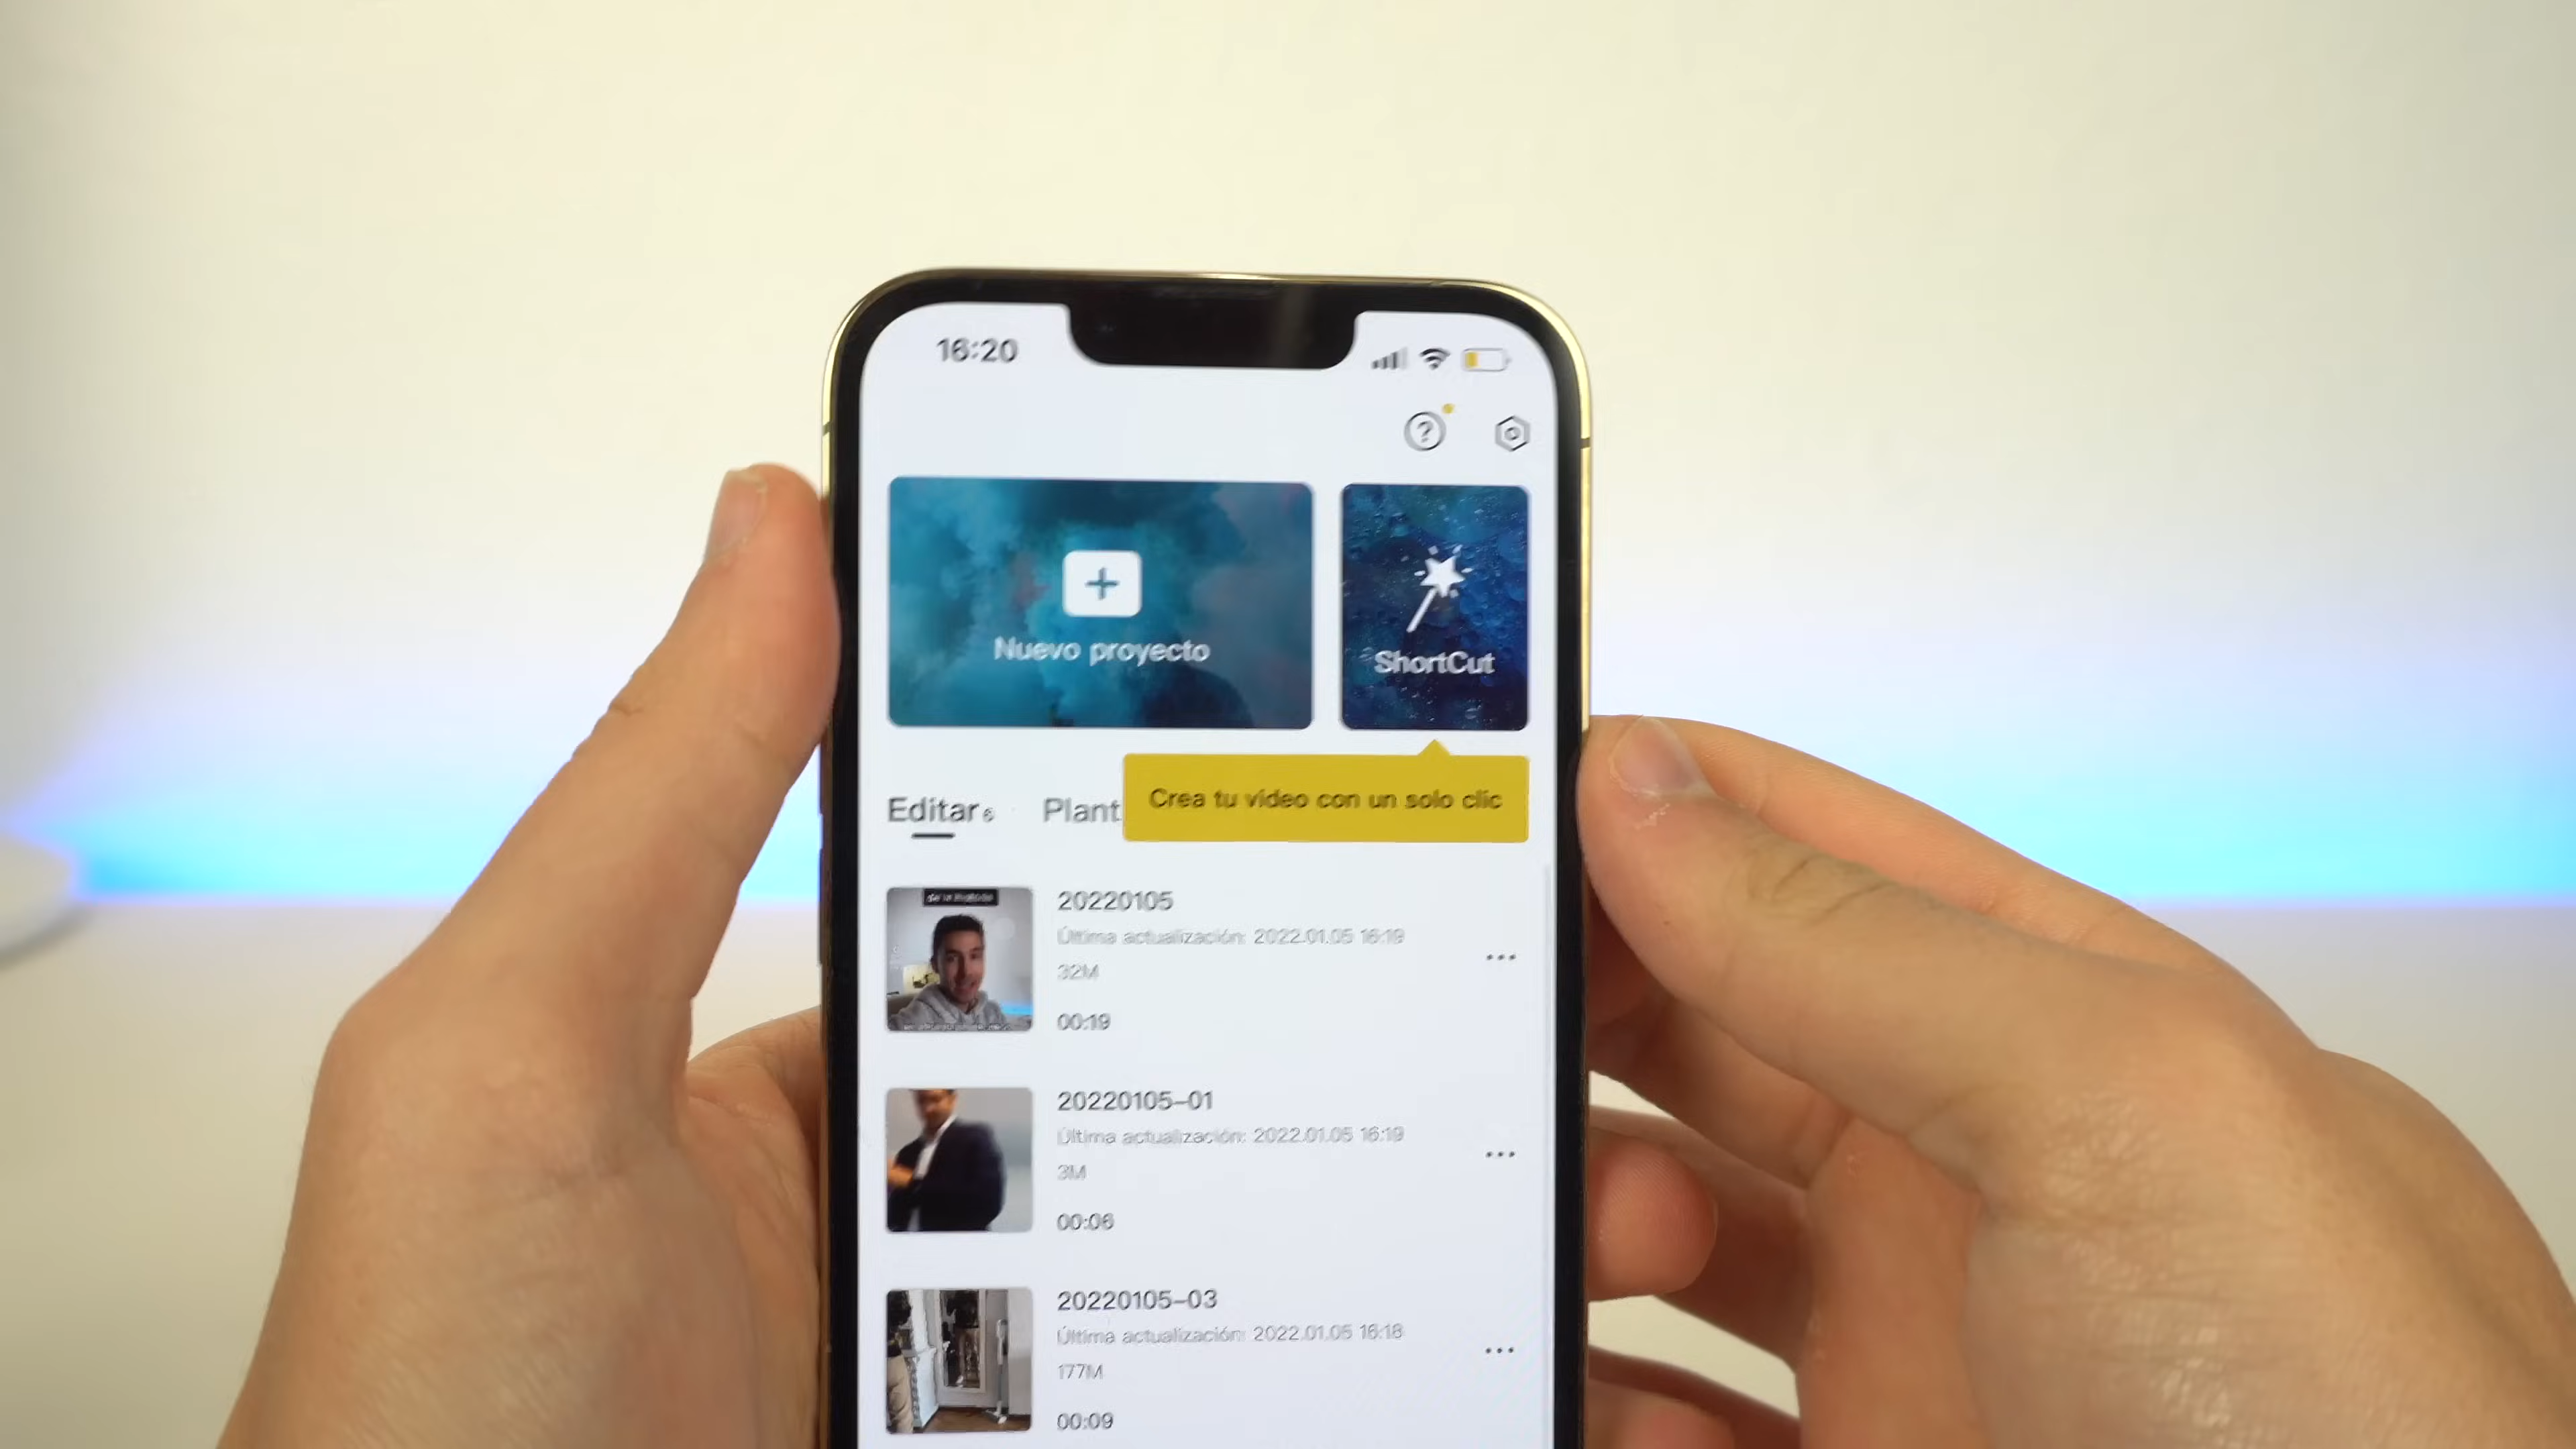 16:20
Nuevo proyecto
ShortCut
Crea tu vídeo con un solo clic
Editar 6
Plant
20220105
Última actualización: 2022.01.05 16:19
32M
00:19
20220105-01
Última actualización: 2022.01.05 16:19
3M
00:06
20220105-03
Última actualización: 2022.01.05 16:18
177M
00:09